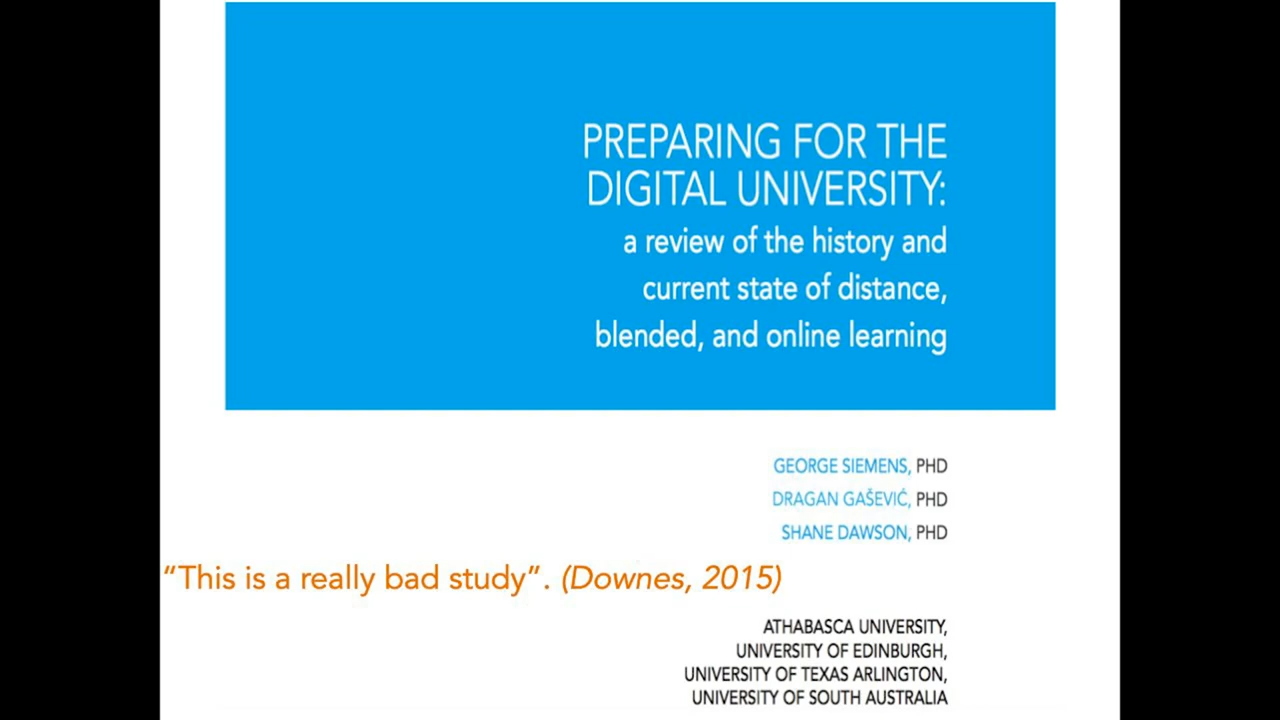 PREPARING FOR THE
DIGITAL UNIVERSITY:
a review of the history and
current state of distance,
blended, and online learning
GEORGE SIEMENS, PHD
DRAGAN GAŠEVIĆ, PHD
SHANE DAWSON, PHD
“This is a really bad study”. (Downes, 2015)
ATHABASCA UNIVERSITY,
UNIVERSITY OF EDINBURGH,
UNIVERSITY OF TEXAS ARLINGTON,
UNIVERSITY OF SOUTH AUSTRALIA